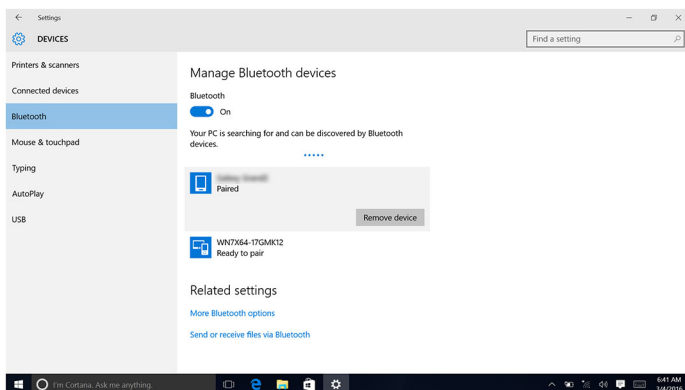 Settings
DEVICES
Find a setting
Printers & scanners
Connected devices
Bluetooth
Mouse & touchpad
Typing
AutoPlay
USB
Manage Bluetooth devices
Bluetooth
On
Your PC is searching for and can be discovered by Bluetooth
devices.
Paired
Remove device
WN7X64-17GMK12
Ready to pair
Related settings
More Bluetooth options
Send or receive files via Bluetooth
I'm Cortana. Ask me anything.
6:41 AM
3/4/2016